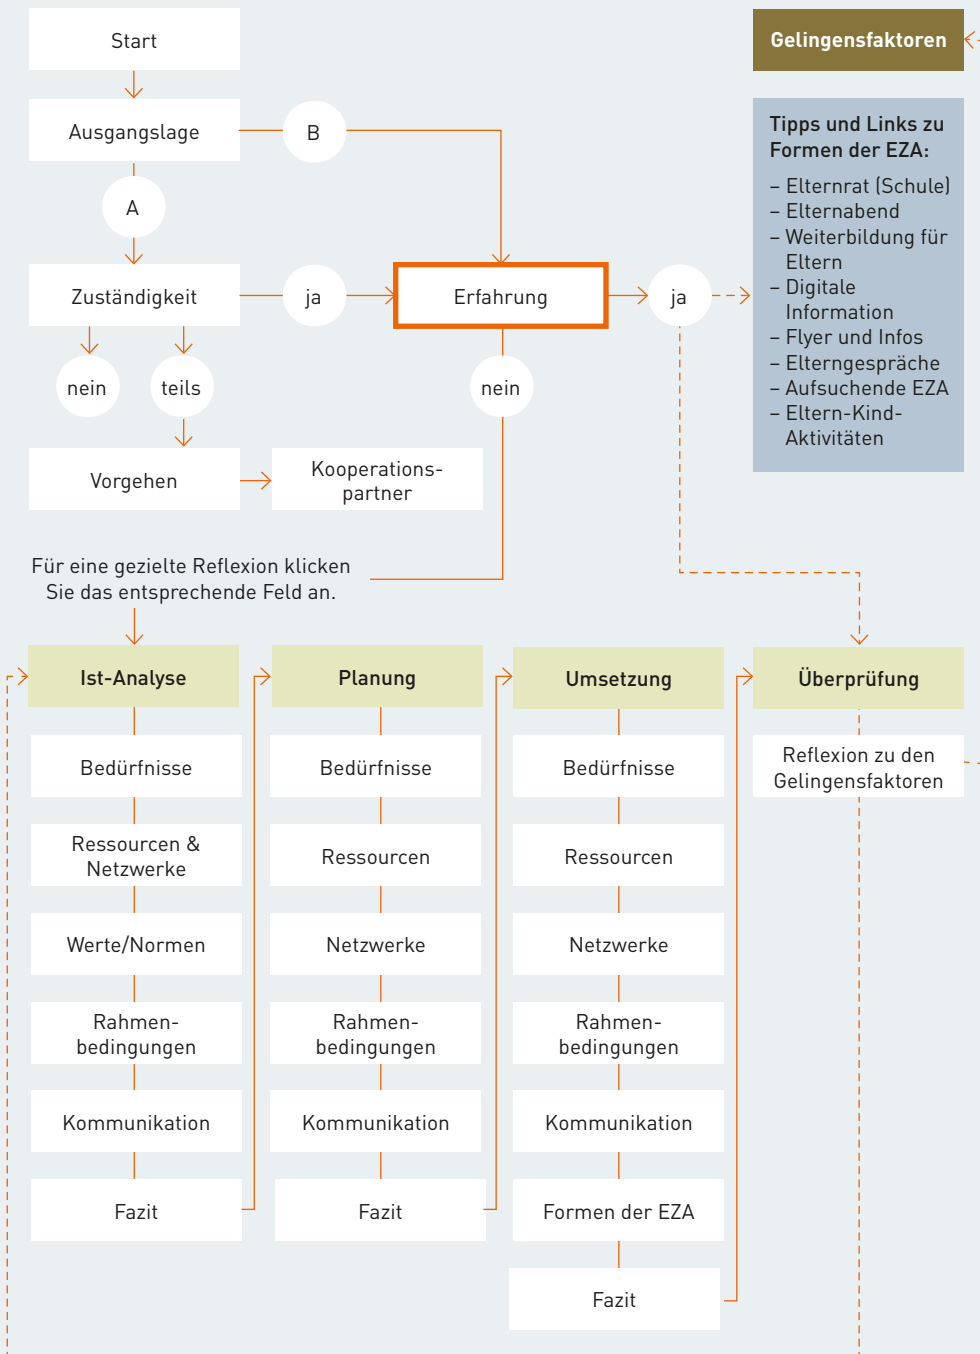 Start
Gelingensfaktoren
Ausgangslage
B
A
Zuständigkeit
ja
Erfahrung
ja
nein
teils
nein
Vorgehen
Kooperations-
partner
Tipps und Links zu
Formen der EZA:
– Elternrat (Schule)
– Elternabend
– Weiterbildung für
Eltern
– Digitale
Information
– Flyer und Infos
– Elterngespräche
– Aufsuchende EZA
– Eltern-Kind-
Aktivitäten
Für eine gezielte Reflexion klicken
Sie das entsprechende Feld an.
Ist-Analyse
Bedürfnisse
Ressourcen &
Netzwerke
Werte/Normen
Rahmen-
bedingungen
Kommunikation
Fazit
Planung
Bedürfnisse
Ressourcen
Netzwerke
Rahmen-
bedingungen
Kommunikation
Fazit
Umsetzung
Bedürfnisse
Ressourcen
Netzwerke
Rahmen-
bedingungen
Kommunikation
Formen der EZA
Fazit
Überprüfung
Reflexion zu den
Gelingensfaktoren